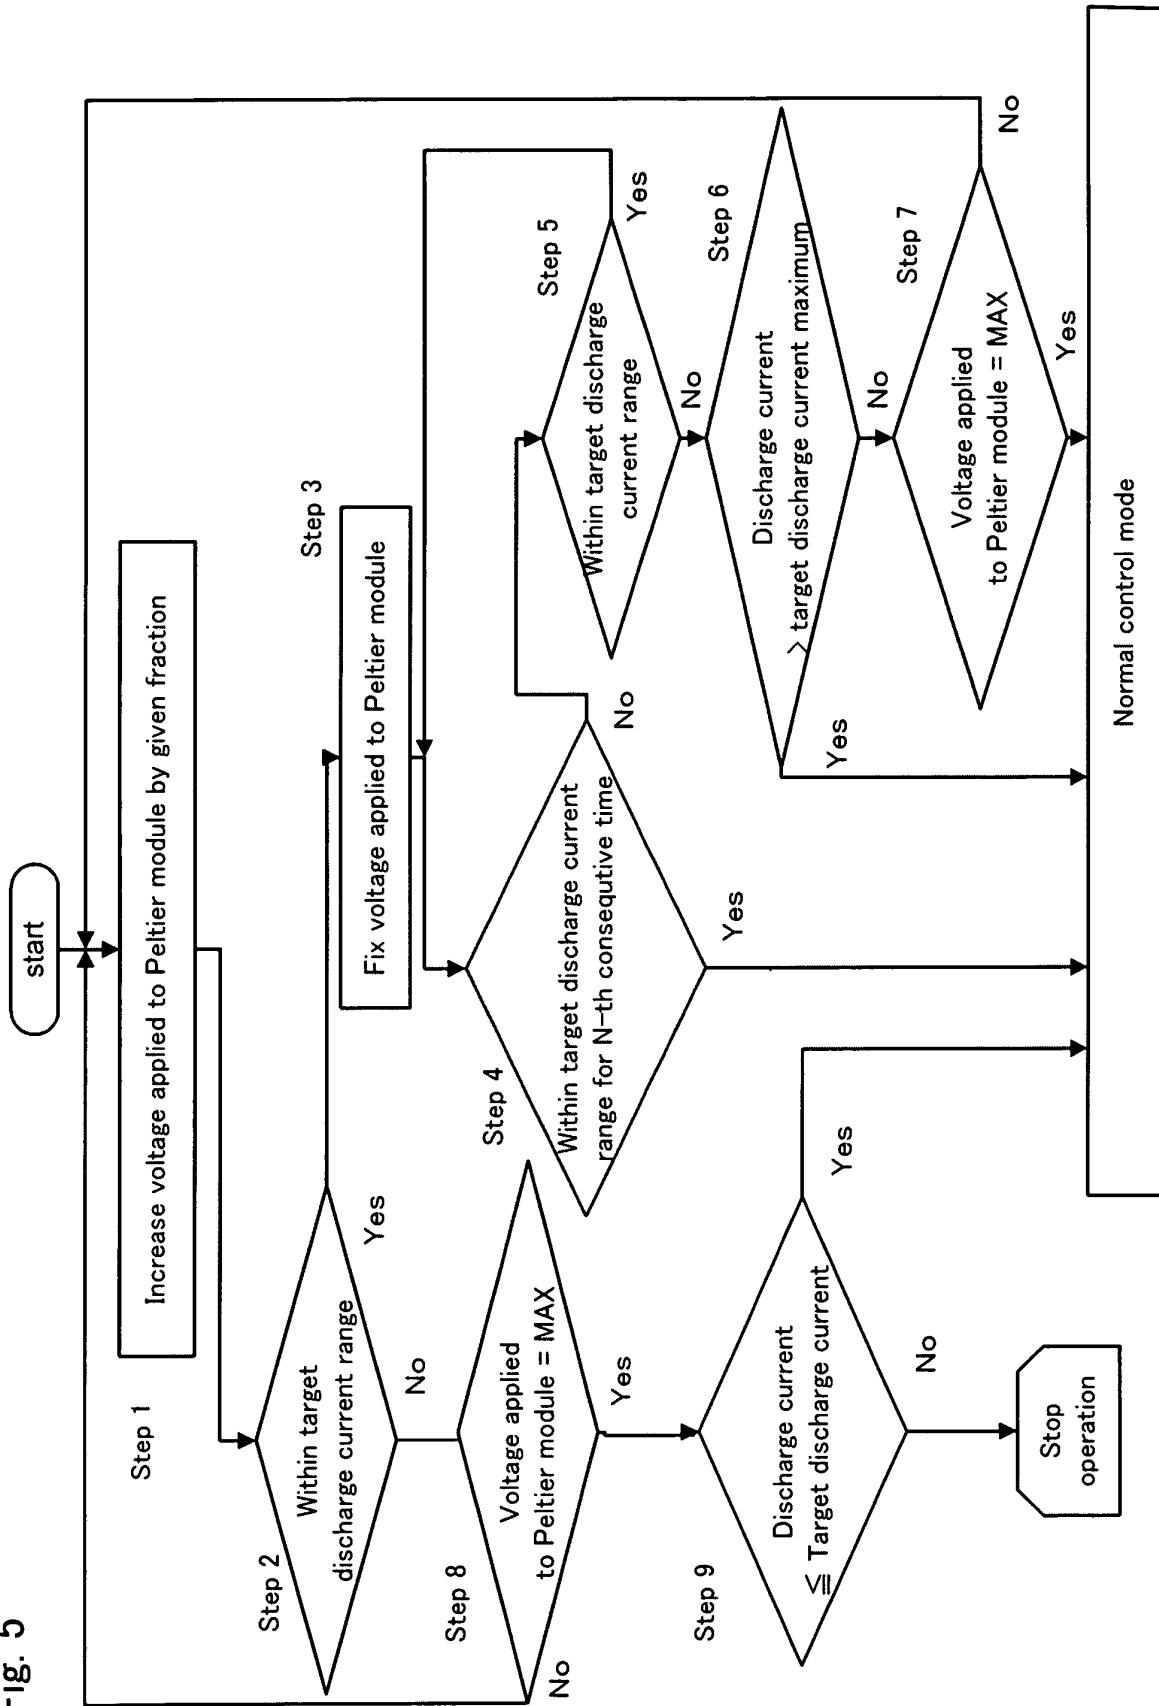 Fig. 5
start
Step 1
Increase voltage applied to Peltier module by given fraction
Step 2
Within target
discharge current range
Yes
No
Step 3
Fix voltage applied to Peltier module
Step 8
Voltage applied
to Peltier module = MAX
No
Yes
Step 4
Within target discharge current
range for N-th consequtive time
No
Yes
Step 5
Within target discharge
current range
Yes
No
Step 6
Discharge current
> target discharge current maximum
Yes
No
Step 7
Voltage applied
to Peltier module = MAX
No
Yes
Step 9
Discharge current
≦ Target discharge current
Yes
No
Stop
operation
Normal control mode